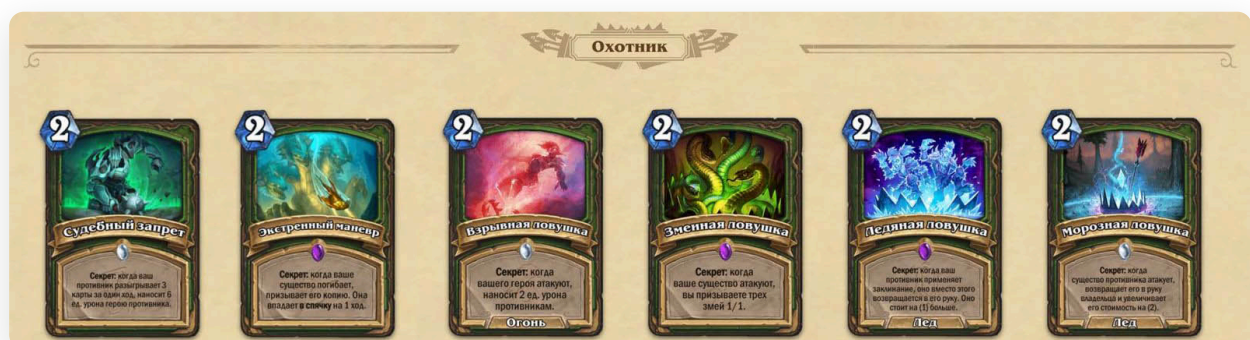 Охотник
2
Судебный запрет
Секрет: когда ваш
противник разыгрывает 3
карты за один ход, наносит 6
ед. урона герою противника.
2
Экстренный маневр
Секрет: когда ваше
существо погибает,
призывает его копию. Она
впадает в спячку на 1 ход.
2
Взрывная ловушка
Секрет: когда
вашего героя атакуют,
наносит 2 ед. урона
противникам.
Огонь
2
Змеиная ловушка
Секрет: когда
ваше существо атакуют,
вы призываете трех
змей 1/1.
2
Ледяная ловушка
Секрет: когда ваш
противник применяет
заклинание, оно вместо этого
возвращается в его руку. Оно
стоит на (1) больше.
Лед
2
Морозная ловушка
Секрет: когда
существо противника атакует,
возвращает его в руку
владельца и увеличивает
его стоимость на (2).
Лед